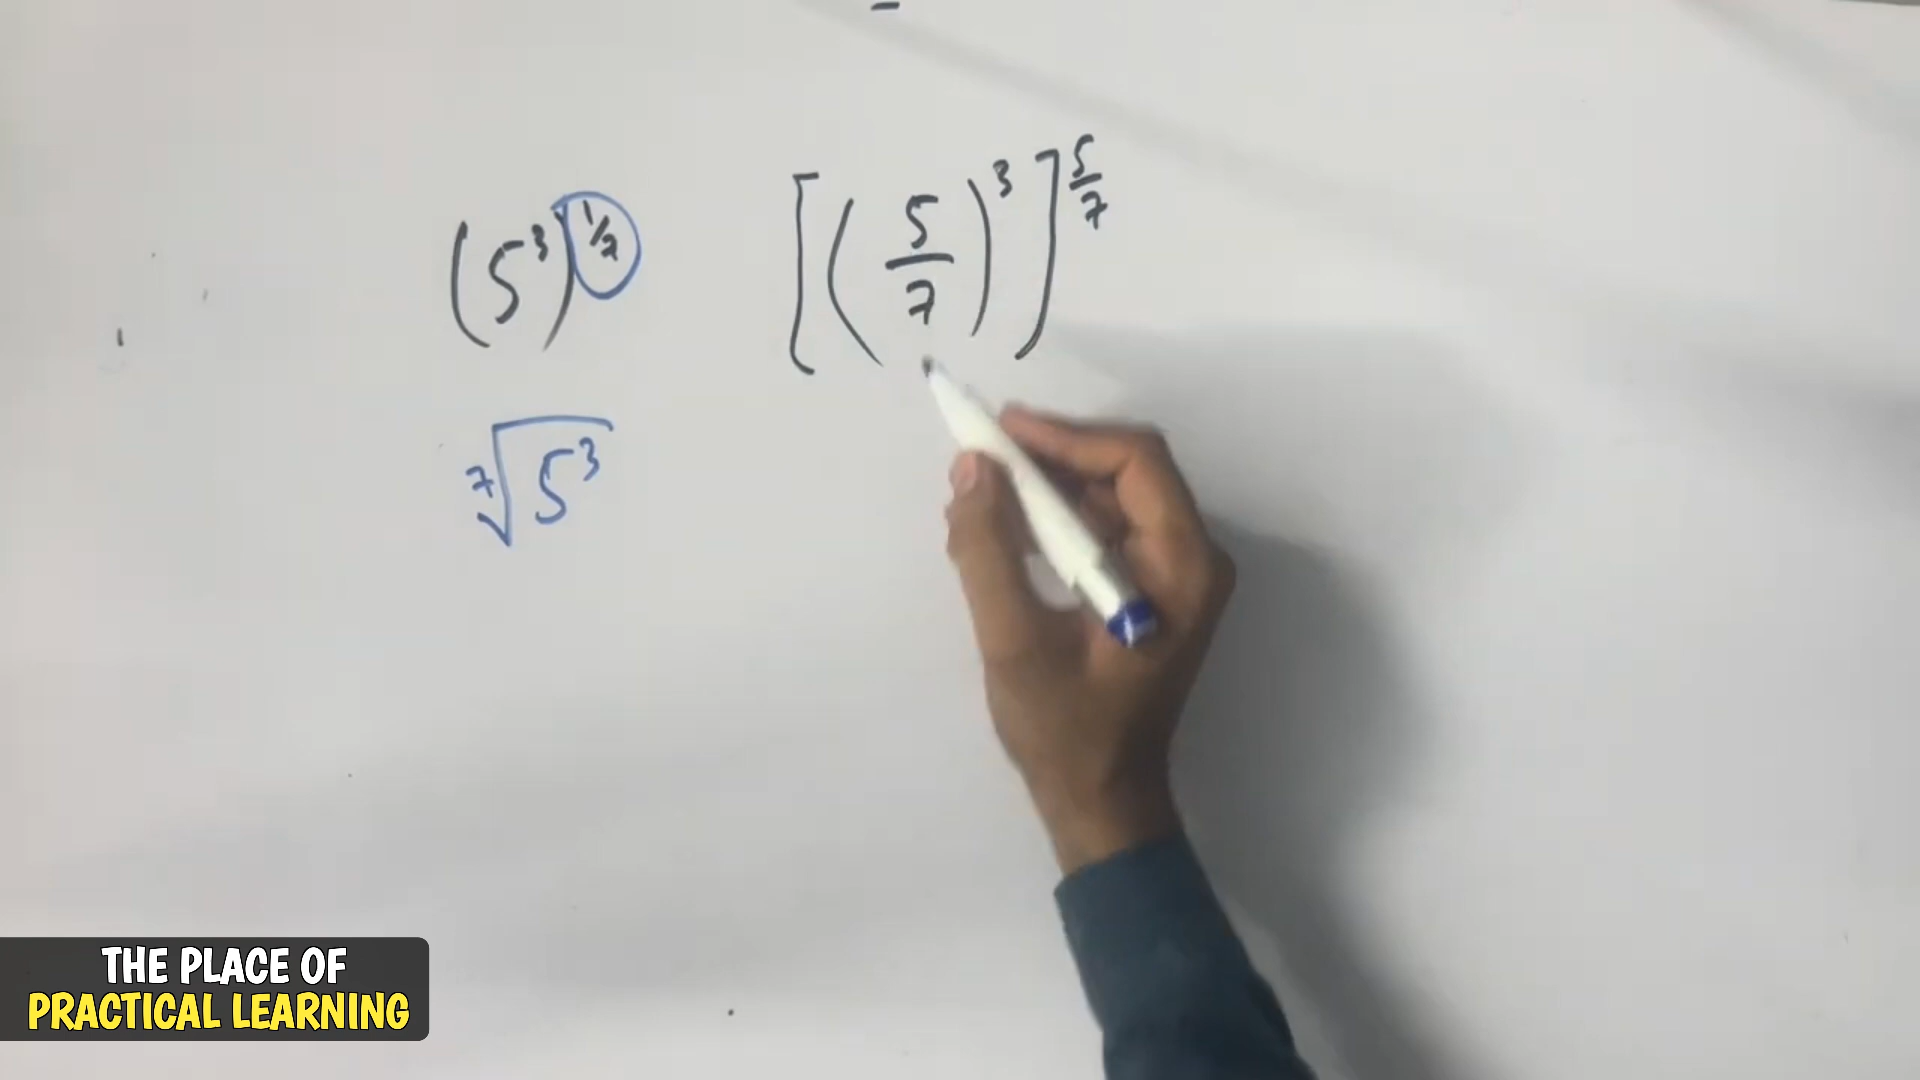 (5³)^{1/7}
[(5/7)³]^{5/7}
⁷√5³
THE PLACE OF
PRACTICAL LEARNING